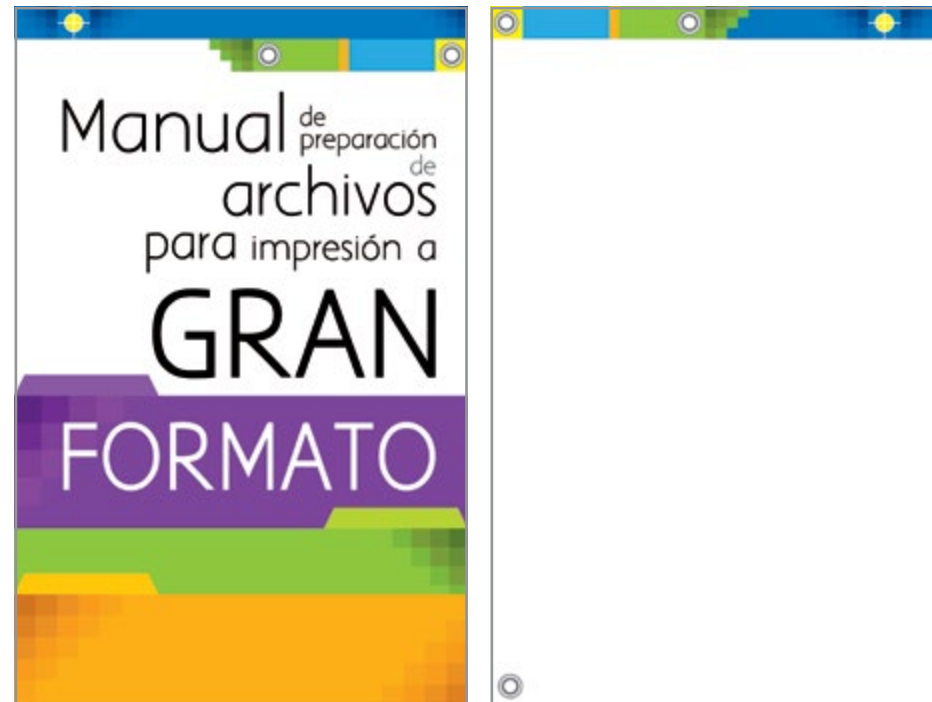 Manual de
preparación
de
archivos
para impresión a
GRAN
FORMATO